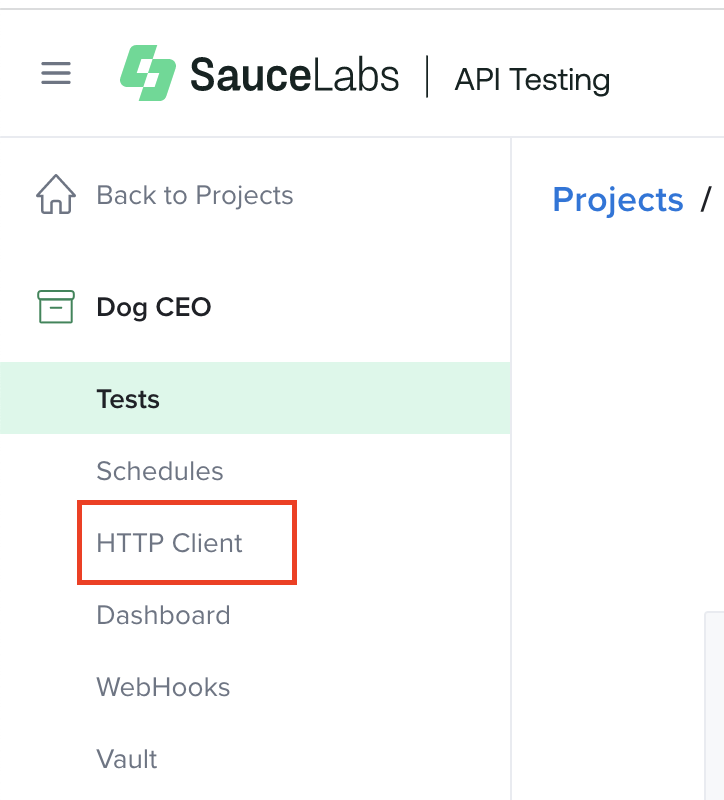 SauceLabs | API Testing
Back to Projects
Projects /
Dog CEO
Tests
Schedules
HTTP Client
Dashboard
WebHooks
Vault